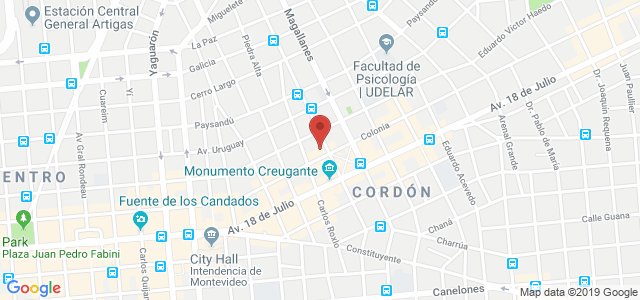 Estación Central
General Artigas
La Paz
Galicia
Cerro Largo
Paysandú
Av. Uruguay
Yaguarón
Piedra Alta
Magallanes
Paysandú
Eduardo Víctor Haedo
Facultad de
Psicología
| UDELAR
Av. 18 de Julio
Juan Paullier
Dr. Joaquín Requena
Dr. Pablo de María
Arenal Grande
Eduardo Acevedo
Colonia
Cuareim
Yí
Av Gral Rondeau
ENTRO
Monumento Creugante
CORDÓN
Fuente de los Candados
Av. 18 de Julio
Carlos Roxlo
Chaná
Charrúa
Calle Guana
Constituyente
Canelones
Park
Plaza Juan Pedro Fabini
Carlos Quijan
City Hall
Intendencia de
Montevideo
Google
Map data ©2019 Google